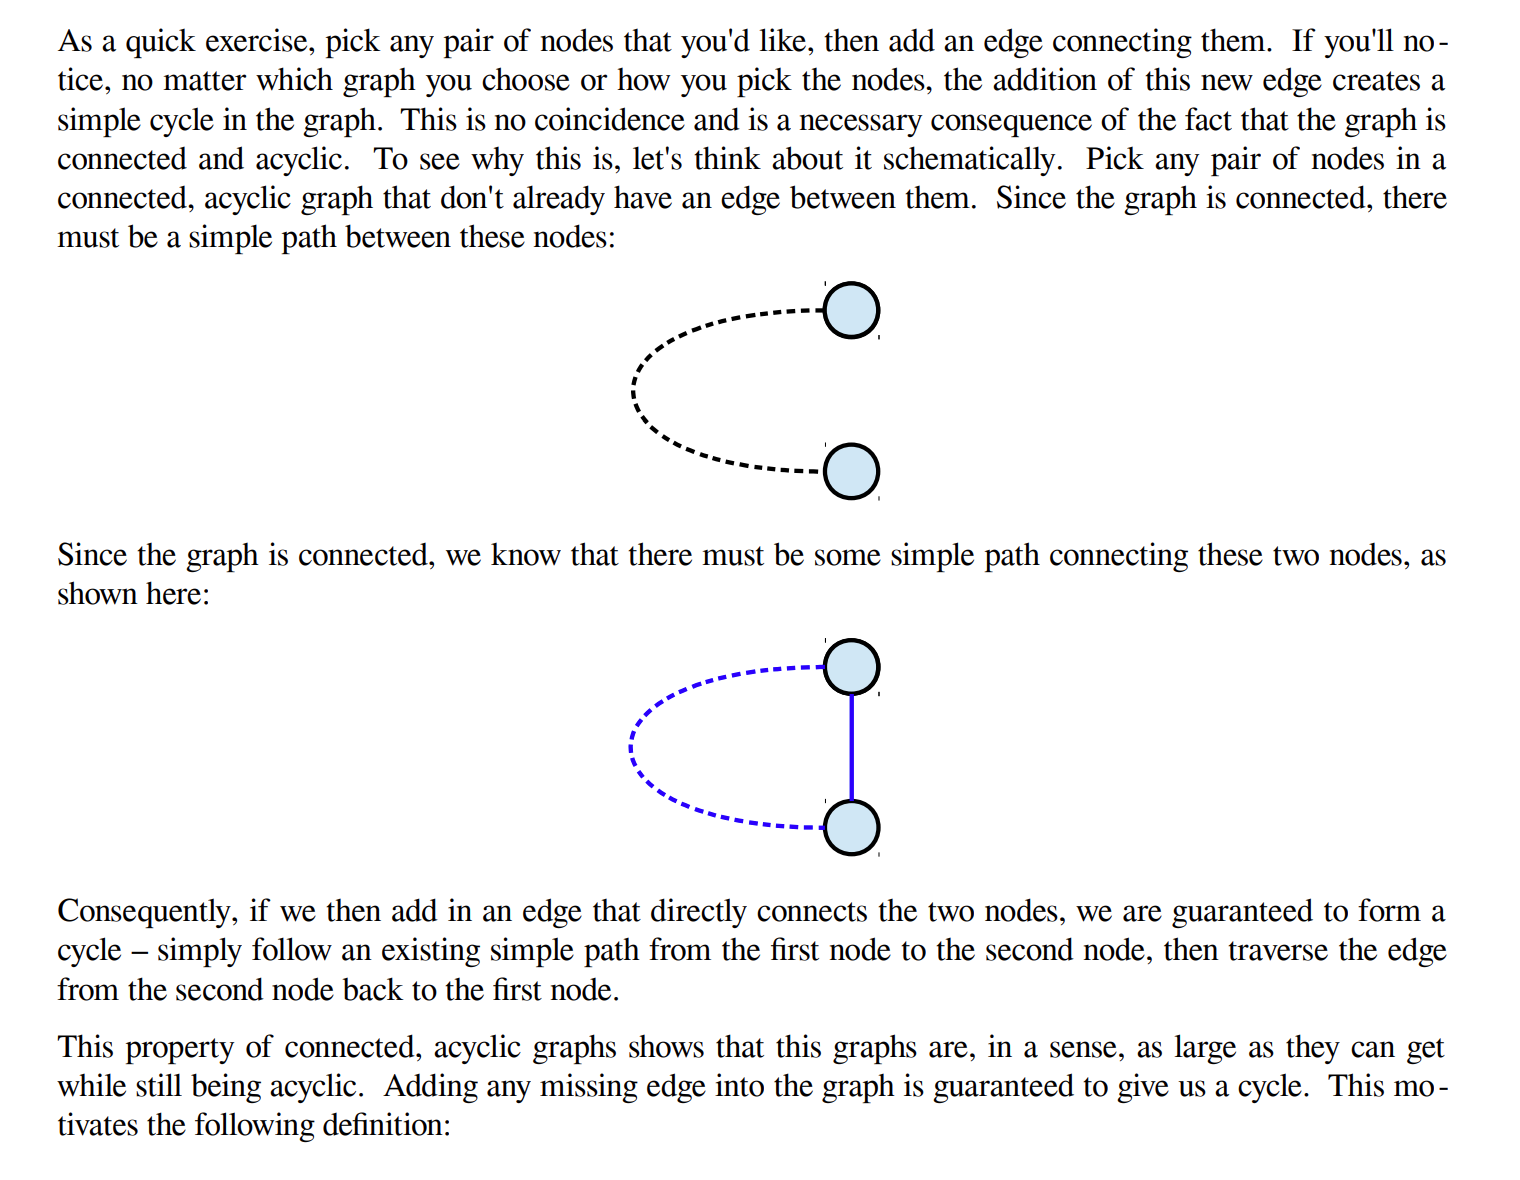 As a quick exercise, pick any pair of nodes that you'd like, then add an edge connecting them. If you'll no-
tice, no matter which graph you choose or how you pick the nodes, the addition of this new edge creates a
simple cycle in the graph. This is no coincidence and is a necessary consequence of the fact that the graph is
connected and acyclic. To see why this is, let's think about it schematically. Pick any pair of nodes in a
connected, acyclic graph that don't already have an edge between them. Since the graph is connected, there
must be a simple path between these nodes:
Since the graph is connected, we know that there must be some simple path connecting these two nodes, as
shown here:
Consequently, if we then add in an edge that directly connects the two nodes, we are guaranteed to form a
cycle – simply follow an existing simple path from the first node to the second node, then traverse the edge
from the second node back to the first node.
This property of connected, acyclic graphs shows that this graphs are, in a sense, as large as they can get
while still being acyclic. Adding any missing edge into the graph is guaranteed to give us a cycle. This mo-
tivates the following definition: